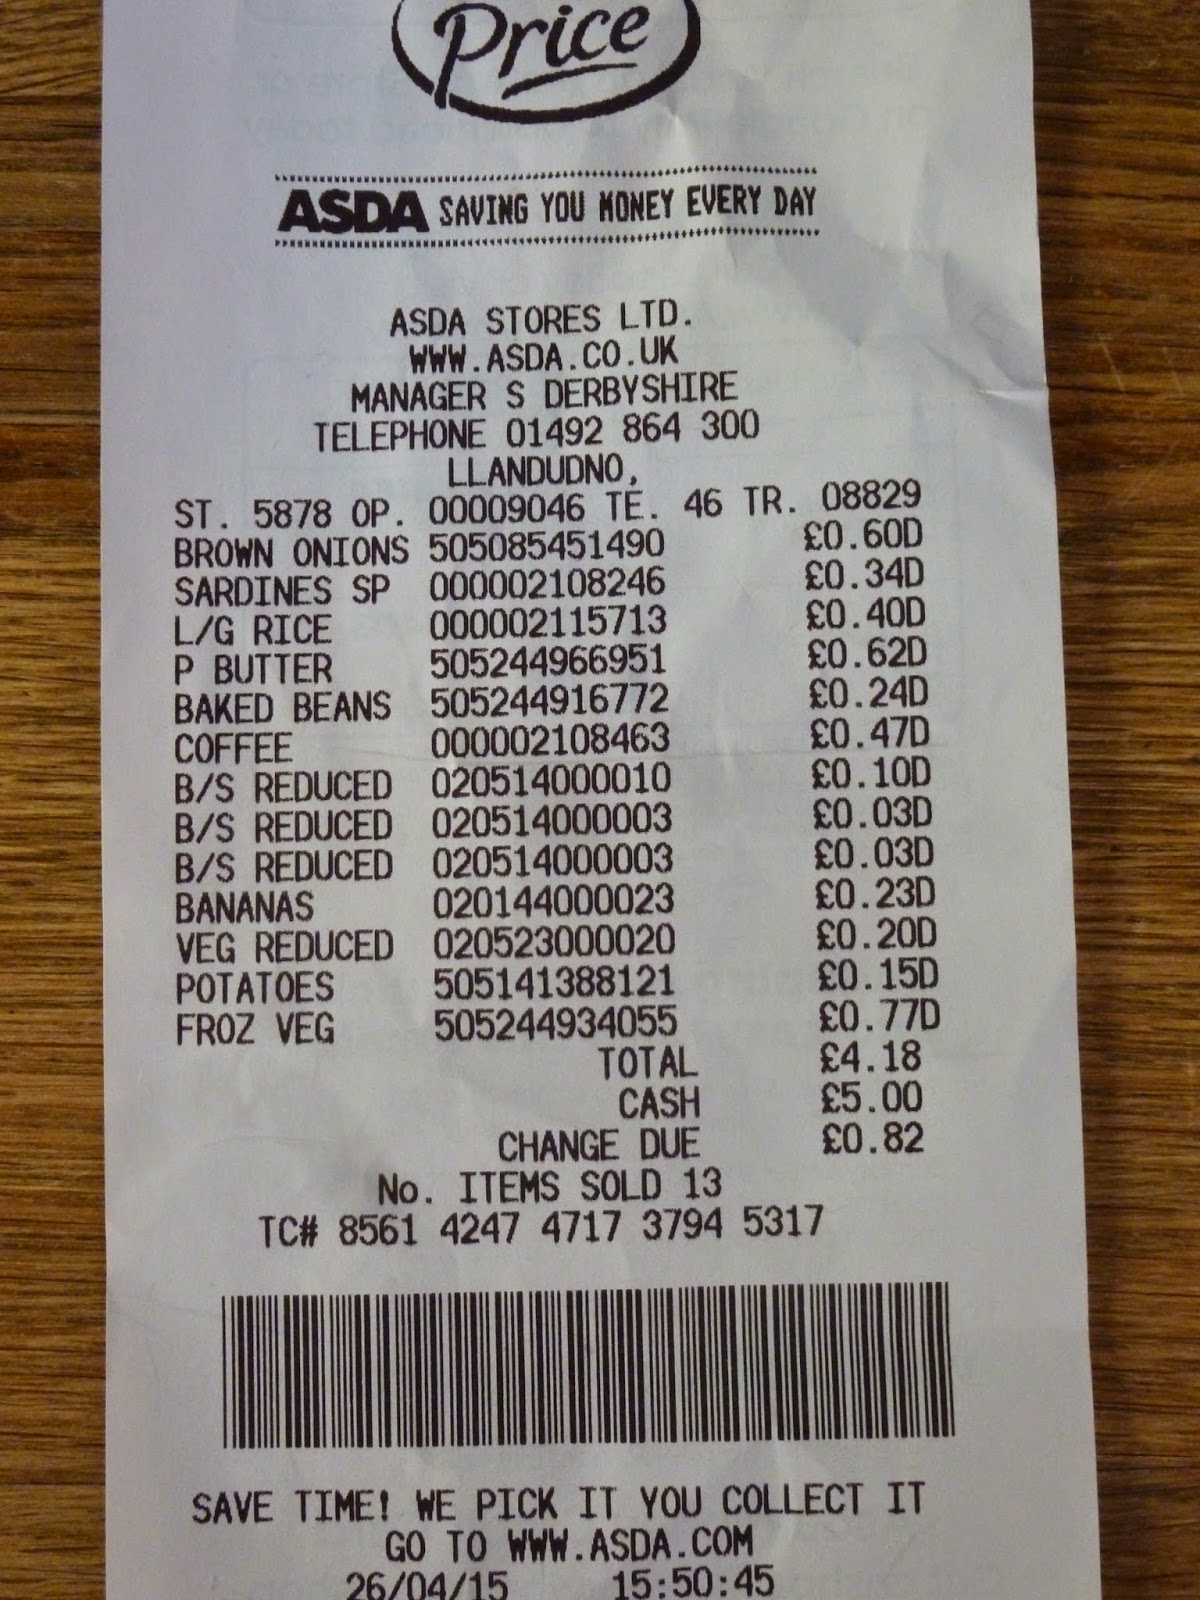 Price
ASDA SAVING YOU MONEY EVERY DAY
ASDA STORES LTD.
WWW.ASDA.CO.UK
MANAGER S DERBYSHIRE
TELEPHONE 01492 864 300
LLANDUDNO,
ST. 5878 OP. 00009046 TE. 46 TR. 08829
BROWN ONIONS 505085451490 £0.60D
SARDINES SP 000002108246 £0.34D
L/G RICE 000002115713 £0.40D
P BUTTER 505244966951 £0.62D
BAKED BEANS 505244916772 £0.24D
COFFEE 000002108463 £0.47D
B/S REDUCED 020514000010 £0.10D
B/S REDUCED 020514000003 £0.03D
B/S REDUCED 020514000003 £0.03D
BANANAS 020144000023 £0.23D
VEG REDUCED 020523000020 £0.20D
POTATOES 505141388121 £0.15D
FROZ VEG 505244934055 £0.77D
TOTAL £4.18
CASH £5.00
CHANGE DUE £0.82
No. ITEMS SOLD 13
TC# 8561 4247 4717 3794 5317
SAVE TIME! WE PICK IT YOU COLLECT IT
GO TO WWW.ASDA.COM
26/04/15 15:50:45